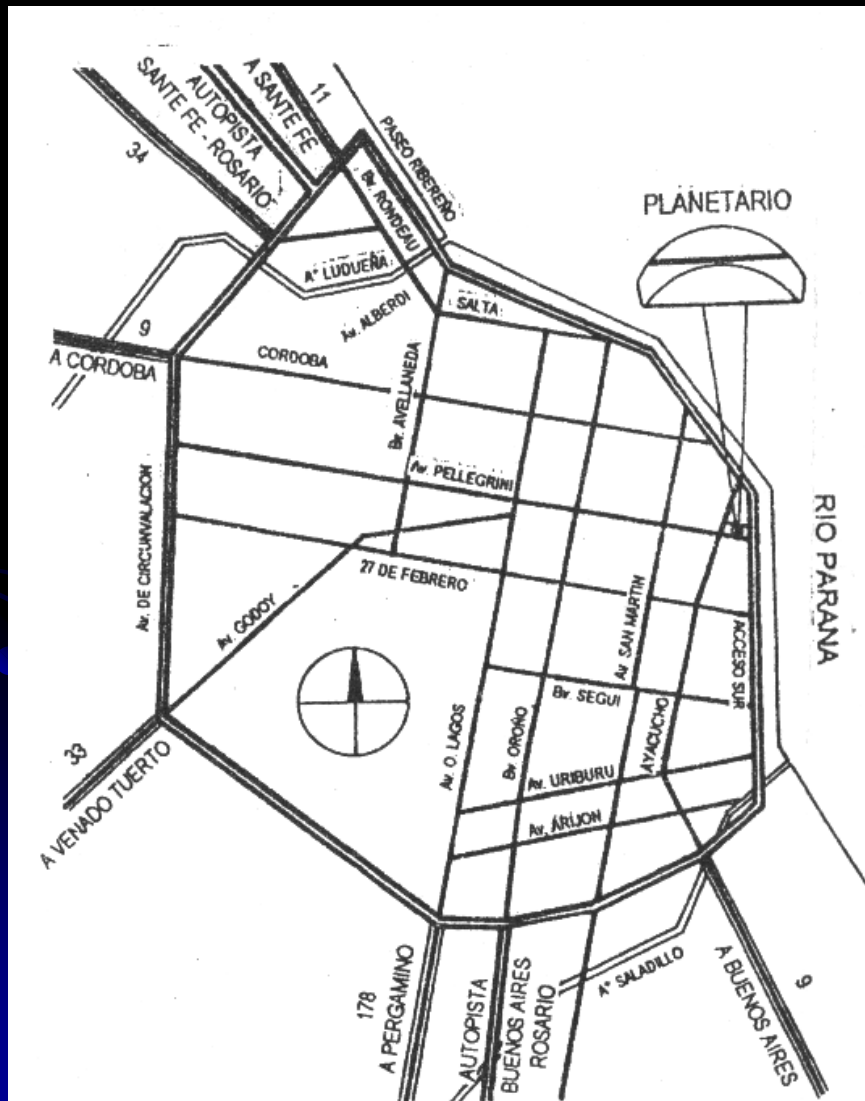 11
A SANTE FE
AUTOPISTA
SANTE FE - ROSARIO
34
PASEO RIBEREÑO
Bv. RONDEAU
PLANETARIO
A° LUDUEÑA
Av. ALBERDI
SALTA
9
A CORDOBA
CORDOBA
Bv. AVELLANEDA
Av. PELLEGRINI
RIO PARANA
Av. DE CIRCUNVALACION
27 DE FEBRERO
Av. GODOY
Av. SAN MARTIN
ACCESO SUR
Bv. SEGUI
AYACUCHO
Av. O. LAGOS
Bv. OROÑO
Av. URIBURU
Av. ARIJON
33
A VENADO TUERTO
178
A PERGAMINO
AUTOPISTA
BUENOS AIRES
ROSARIO
A° SALADILLO
A BUENOS AIRES
9